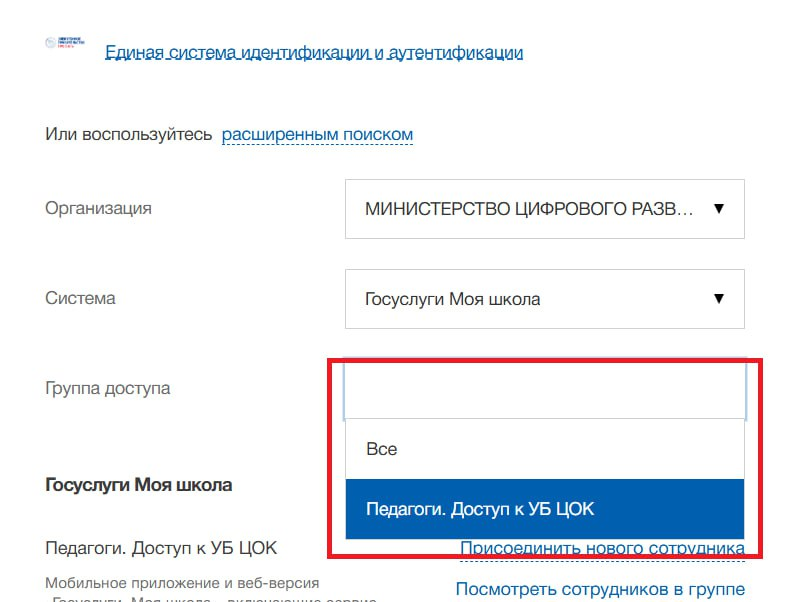 Единая система идентификации и аутентификации
Или воспользуйтесь расширенным поиском
Организация
МИНИСТЕРСТВО ЦИФРОВОГО РАЗВ...
Система
Госуслуги Моя школа
Группа доступа
Все
Госуслуги Моя школа
Педагоги. Доступ к УБ ЦОК
Педагоги. Доступ к УБ ЦОК
Присоединить нового сотрудника
Мобильное приложение и веб-версия
Посмотреть сотрудников в группе